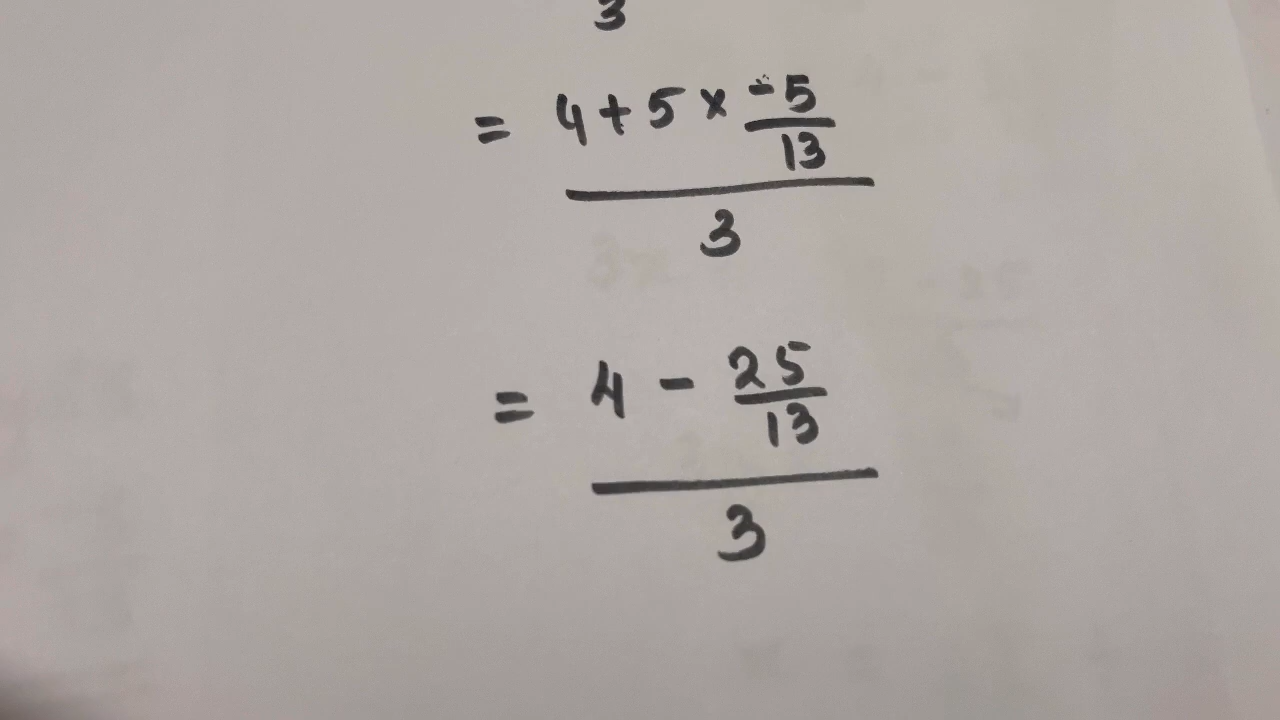 3
= 4 + 5 × -5/13
3
= 4 - 25/13
3